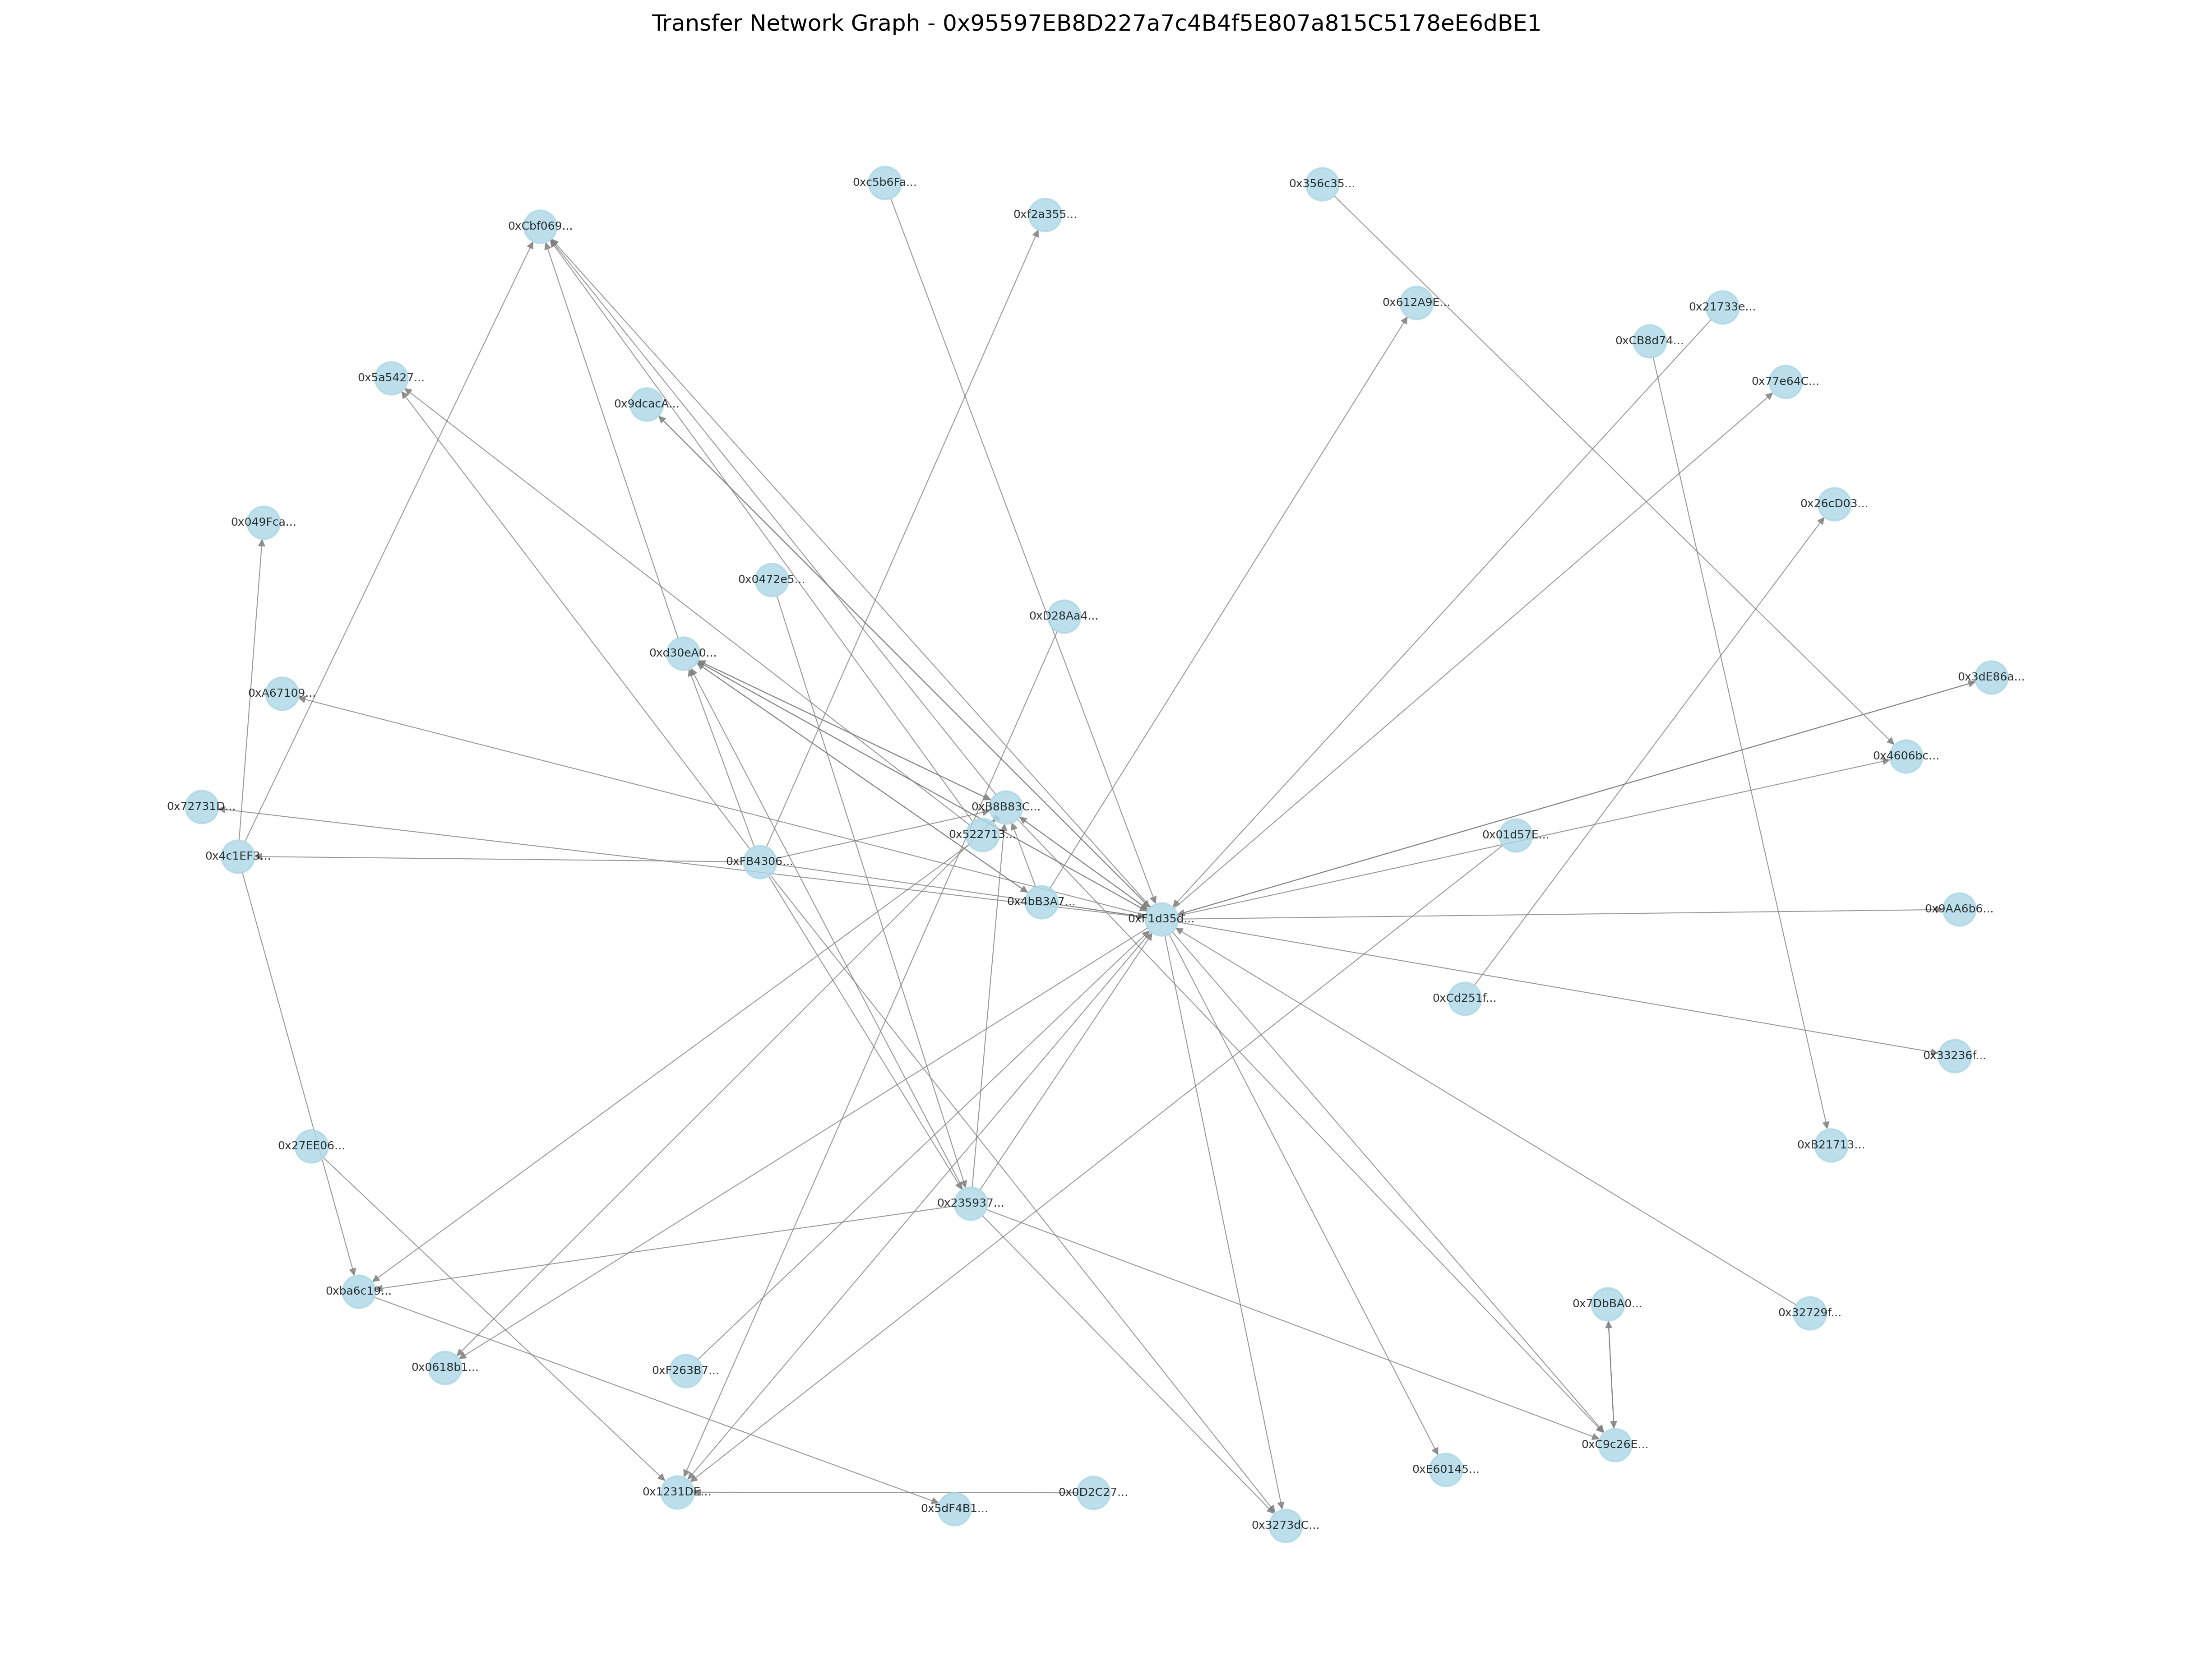 Transfer Network Graph - 0x95597EB8D227a7c4B4f5E807a815C5178eE6dBE1
0xc5b6Fa...
0x356c35...
0xf2a355...
0xCbf069...
0x612A9E...
0x21733e...
0xCB8d74...
0x5a5427...
0x77e64C...
0x9dcacA...
0x26cD03...
0x049Fca...
0x0472e5...
0xD28Aa4...
0xd30eA0...
0x3dE86a...
0xA67109...
0x4606bc...
0x72731D...
0xB8B83C...
0x522713...
0x01d57E...
0x4c1EF3...
0xFB4306...
0x4bB3A7...
0xF1d35d...
0x9AA6b6...
0xCd251f...
0x33236f...
0x27EE06...
0xB21713...
0x235937...
0xba6c19...
0x7DbBA0...
0x32729f...
0x0618b1...
0xF263B7...
0xC9c26E...
0xE60145...
0x1231DE...
0x0D2C27...
0x5dF4B1...
0x3273dC...